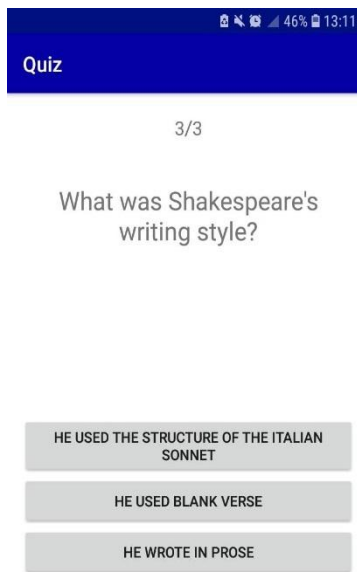 46% 13:11
Quiz
3/3
What was Shakespeare's
writing style?
HE USED THE STRUCTURE OF THE ITALIAN
SONNET
HE USED BLANK VERSE
HE WROTE IN PROSE